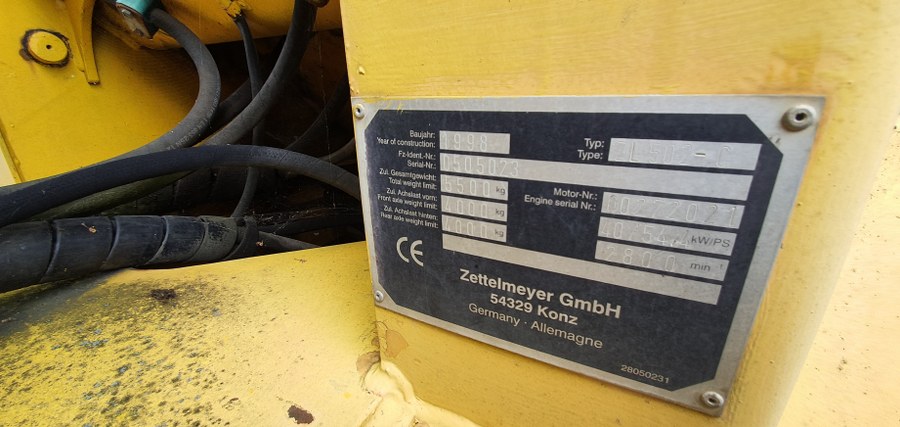 Baujahr:
Year of construction: 1998
Typ:
Type:
Fz-Ident.-Nr.:
Serial-Nr.:
Zul. Gesamtgewicht:
Total weight limit: 5500 kg
Motor-Nr.:
Engine serial Nr.:
Zul. Achslast vorn:
Front axle weight limit: 4000 kg
kW/PS
Zul. Achslast hinten:
Rear axle weight limit: 4000 kg
2800 min⁻¹
CE
Zettelmeyer GmbH
54329 Konz
Germany · Allemagne
28050231